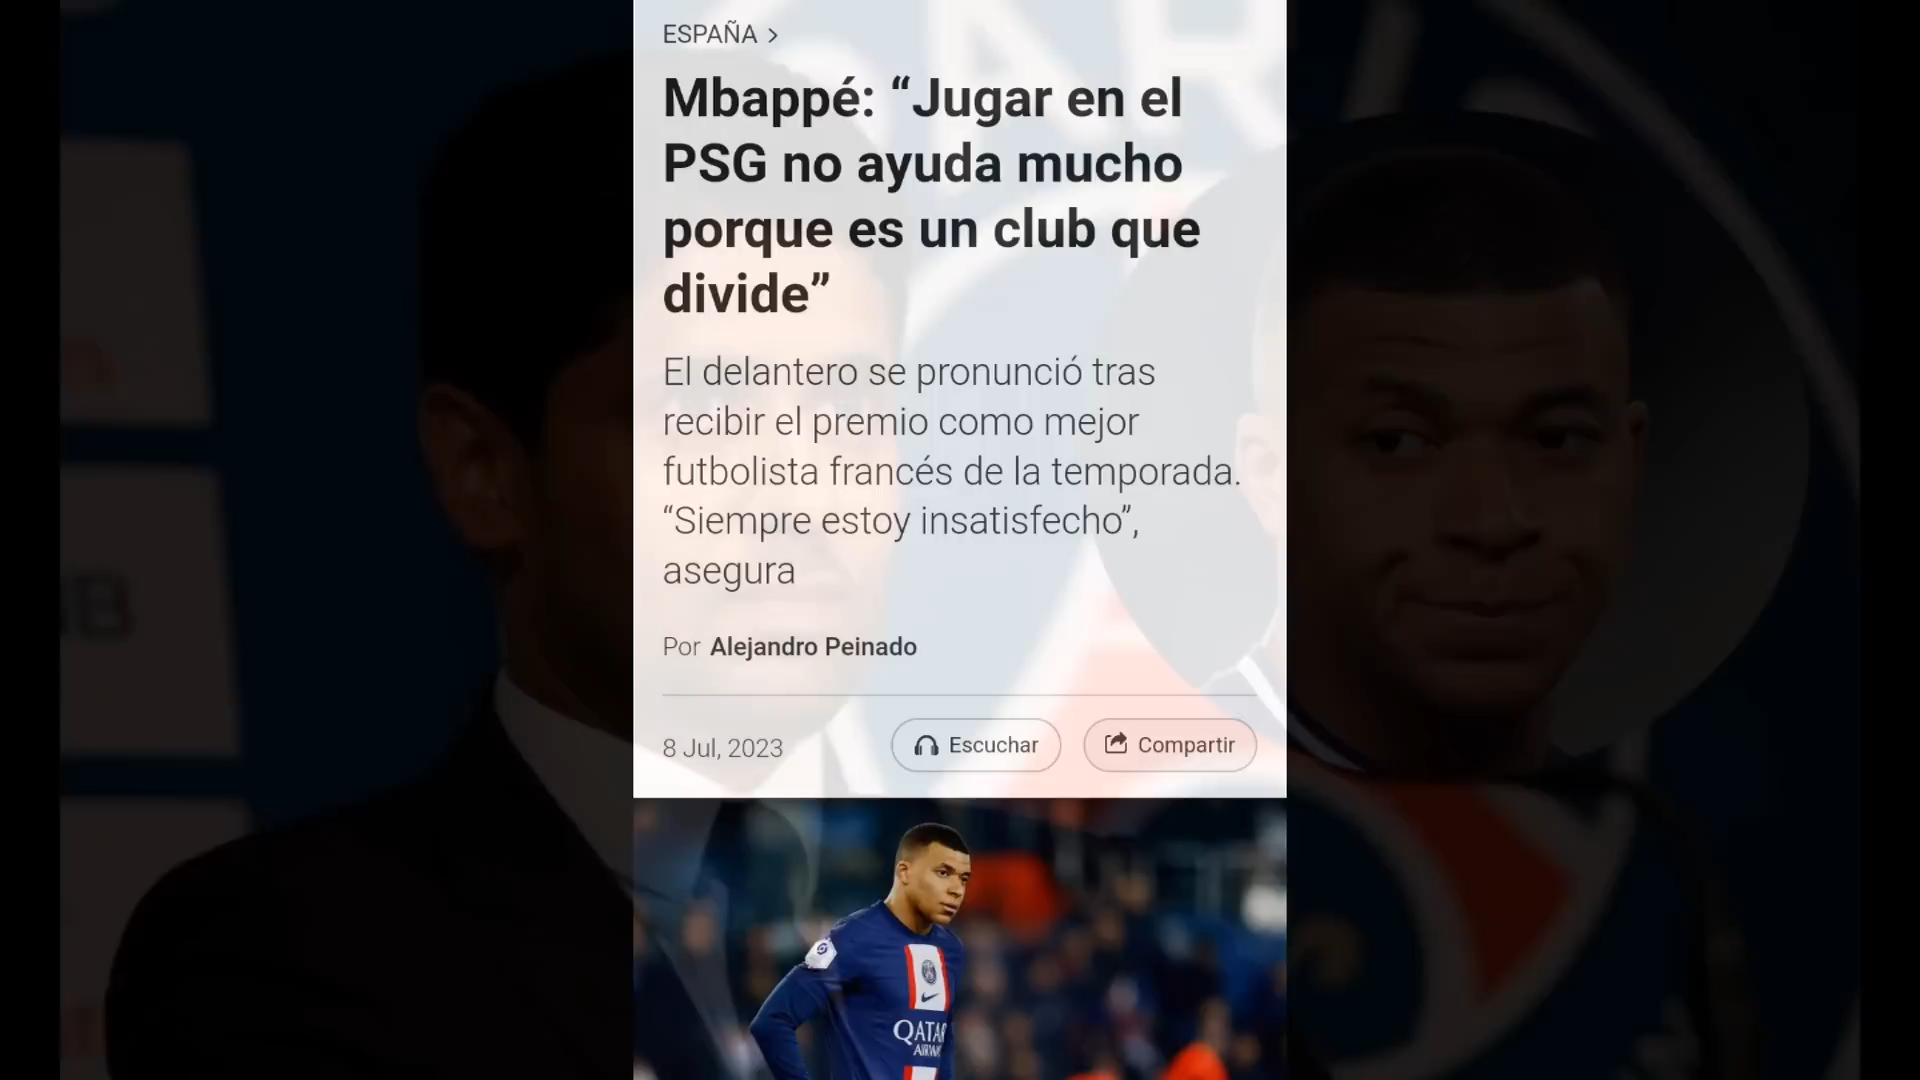 ESPAÑA >
Mbappé: “Jugar en el
PSG no ayuda mucho
porque es un club que
divide”
El delantero se pronunció tras
recibir el premio como mejor
futbolista francés de la temporada.
“Siempre estoy insatisfecho”,
asegura
Por Alejandro Peinado
8 Jul, 2023
Escuchar
Compartir
QATAR